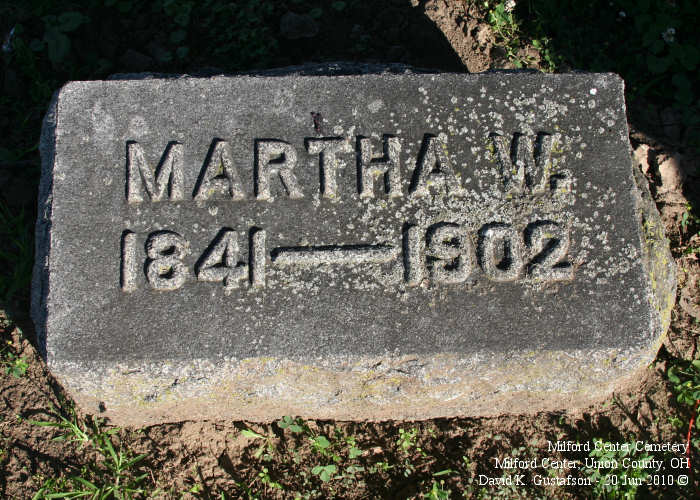 MARTHA W.
1841—1902
Milford Center Cemetery
Milford Center, Union County, OH
David K. Gustafson - 20 Jun 2010 ©